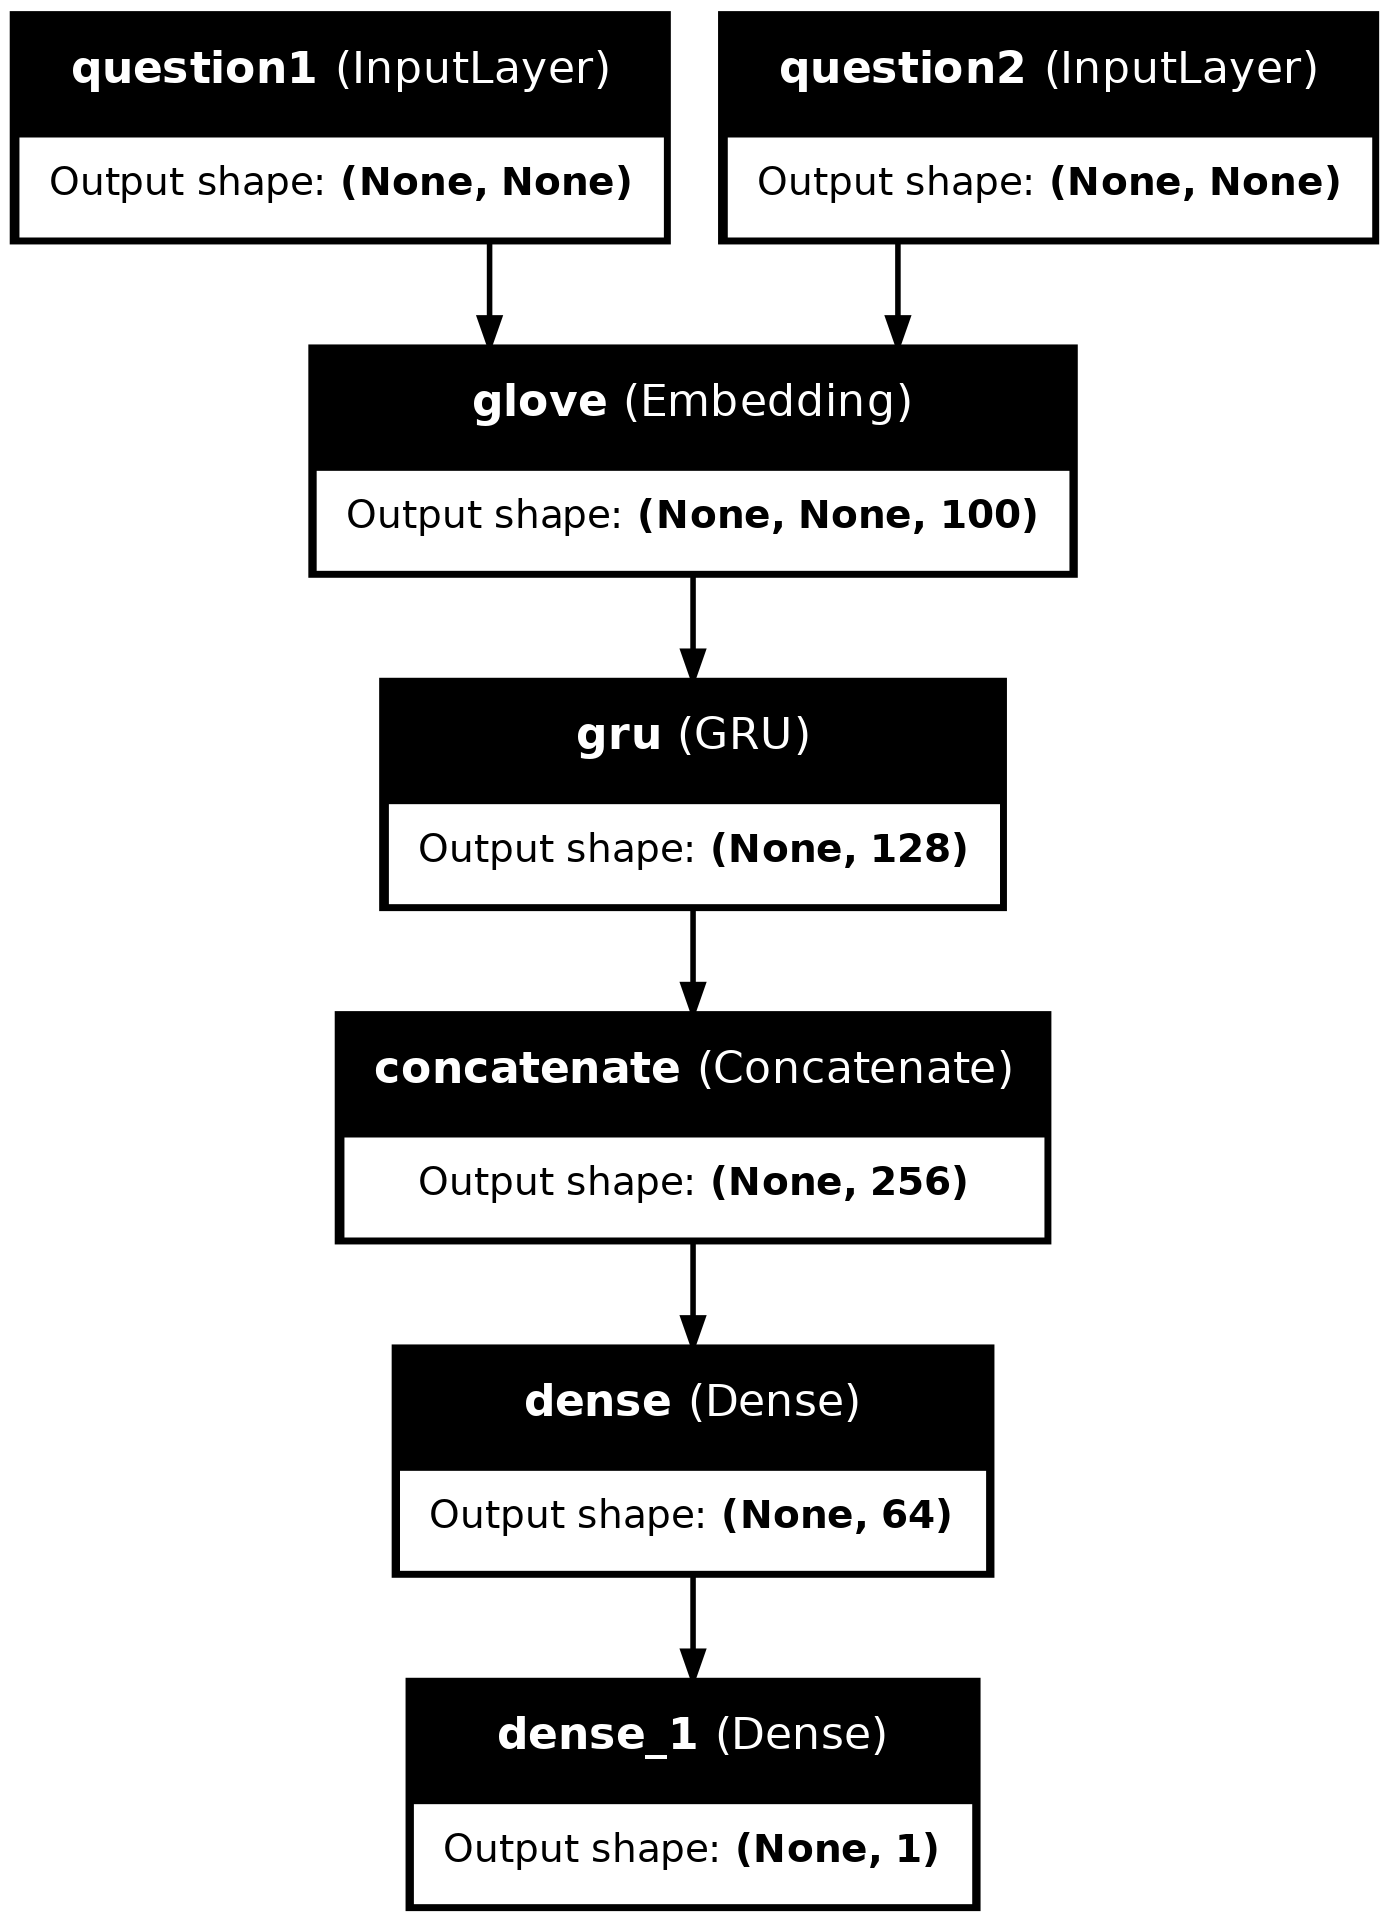 question1 (InputLayer)
Output shape: (None, None)
question2 (InputLayer)
Output shape: (None, None)
glove (Embedding)
Output shape: (None, None, 100)
gru (GRU)
Output shape: (None, 128)
concatenate (Concatenate)
Output shape: (None, 256)
dense (Dense)
Output shape: (None, 64)
dense_1 (Dense)
Output shape: (None, 1)